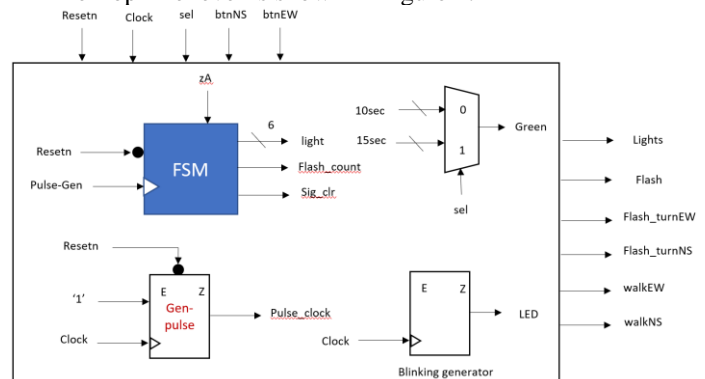 Resetn
Clock
sel
btnNS
btnEW
zA
6
10sec
0
Green
light
15sec
1
Lights
Resetn
FSM
Flash_count
Flash
Pulse-Gen
Sig_clr
sel
Flash_turnEW
Resetn
Flash_turnNS
E Z
E Z
walkEW
'1'
Gen-
pulse
Pulse_clock
LED
walkNS
Clock
Clock
Blinking generator